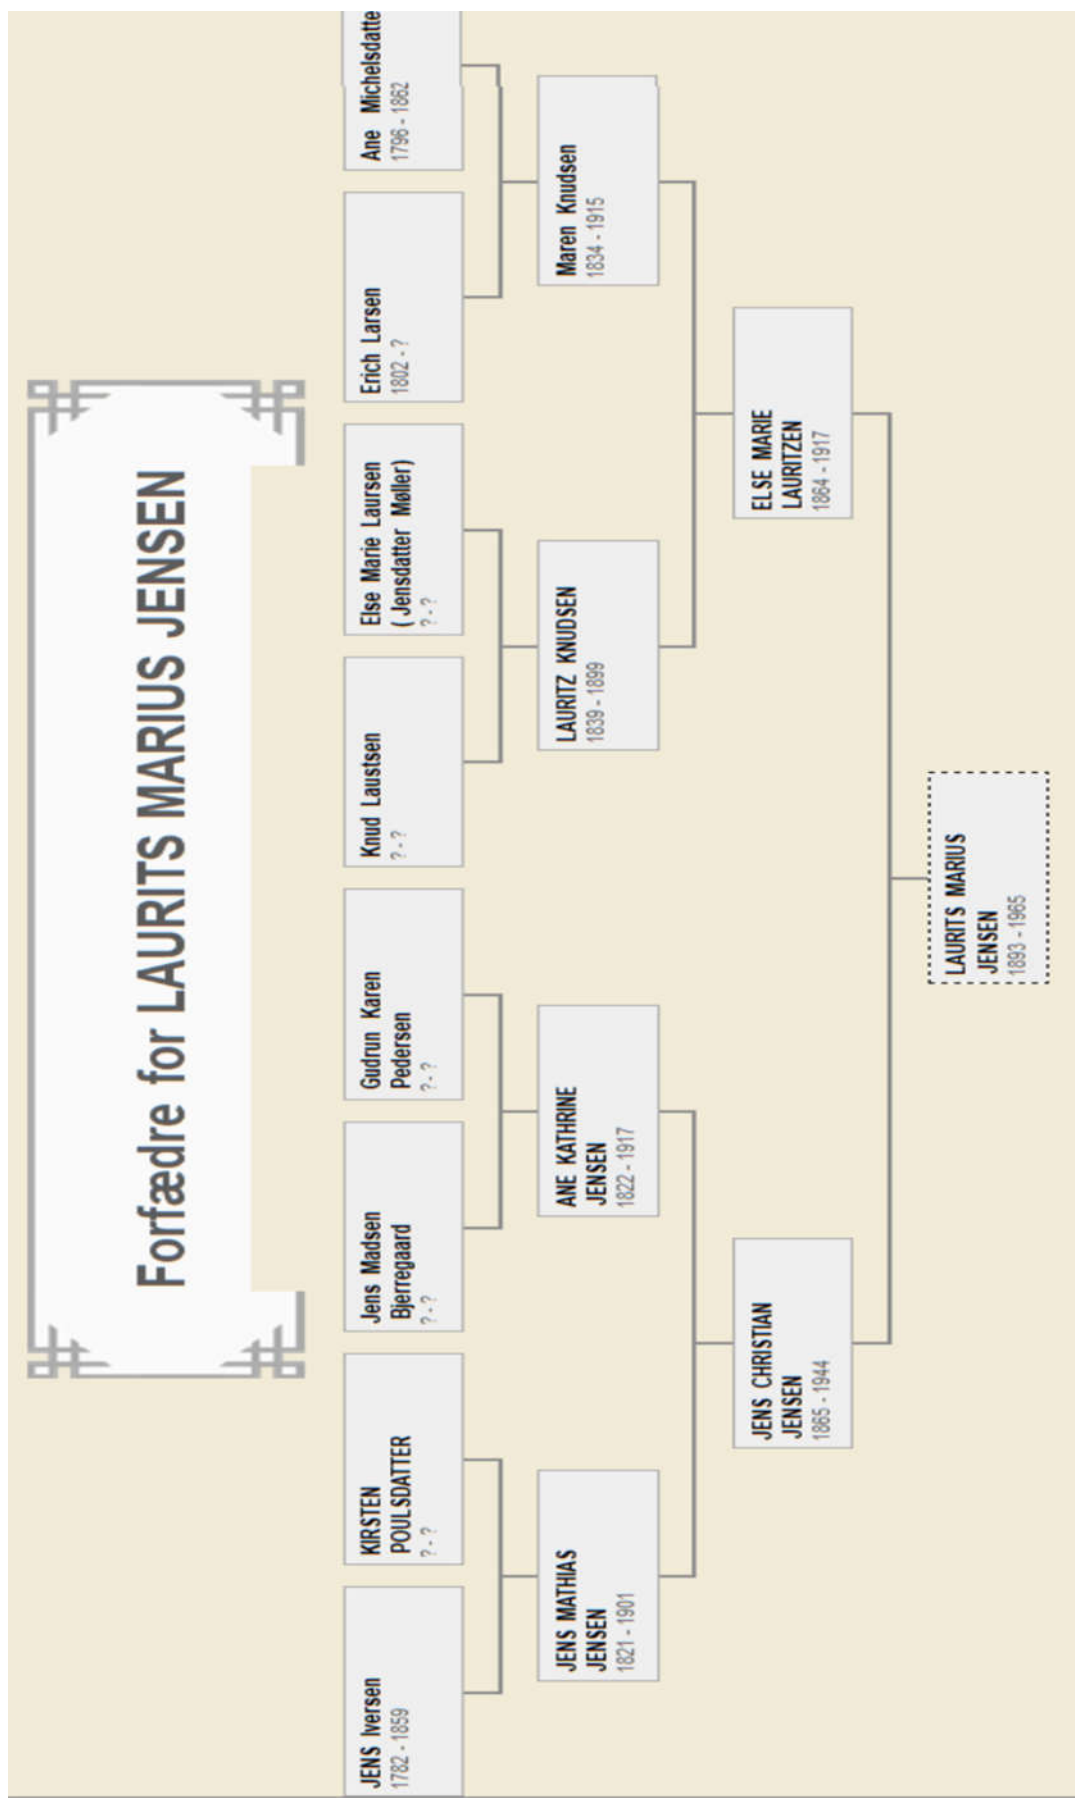 Forfædre for LAURITS MARIUS JENSEN
JENS Iversen
1782 - 1859
KIRSTEN
POULSDATTER
? - ?
Jens Madsen
Bjerregaard
? - ?
Gudrun Karen
Pedersen
? - ?
Knud Laustsen
? - ?
Else Marie Laursen
( Jensdatter Møller)
? - ?
Erich Larsen
1802 - ?
Ane Michelsdatte
1796 - 1862
JENS MATHIAS
JENSEN
1821 - 1901
ANE KATHRINE
JENSEN
1822 - 1917
LAURITZ KNUDSEN
1839 - 1899
Maren Knudsen
1834 - 1915
JENS CHRISTIAN
JENSEN
1865 - 1944
ELSE MARIE
LAURITZEN
1864 - 1917
LAURITS MARIUS
JENSEN
1893 - 1965